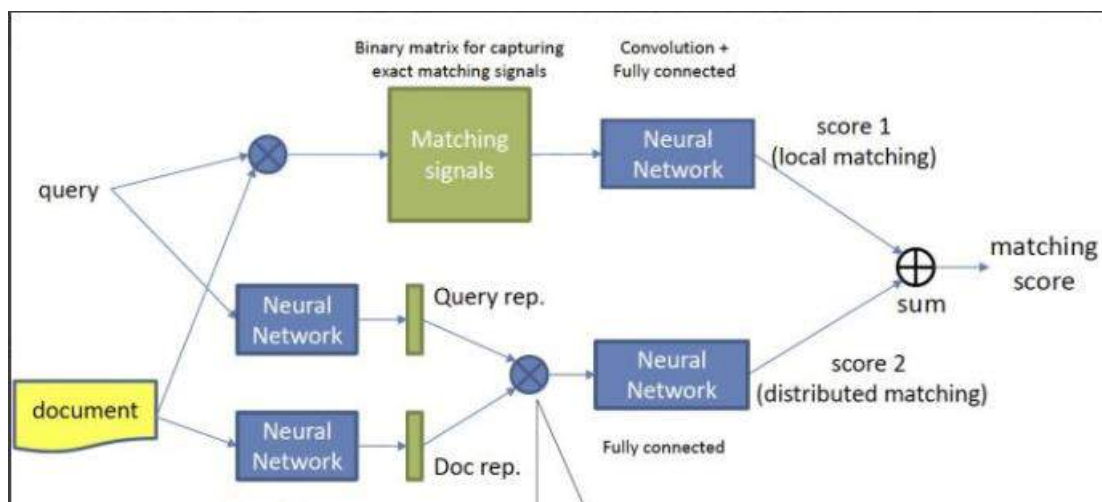 Binary matrix for capturing
exact matching signals
Convolution +
Fully connected
Matching
signals
Neural
Network
score 1
(local matching)
query
matching
score
sum
Neural
Network
Query rep.
Neural
Network
score 2
(distributed matching)
document
Neural
Network
Doc rep.
Fully connected